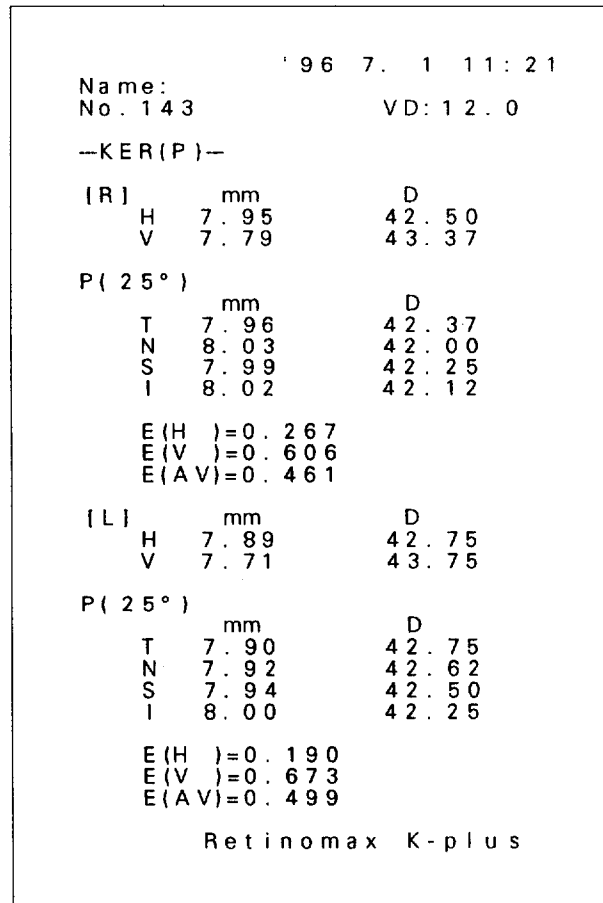 '96 7. 1 11:21
Name:
No. 143 VD: 12.0
—KER(P)—
[R] mm D
H 7.95 42.50
V 7.79 43.37
P(25°)
mm D
T 7.96 42.37
N 8.03 42.00
S 7.99 42.25
I 8.02 42.12
E(H )=0.267
E(V )=0.606
E(AV)=0.461
[L] mm D
H 7.89 42.75
V 7.71 43.75
P(25°)
mm D
T 7.90 42.75
N 7.92 42.62
S 7.94 42.50
I 8.00 42.25
E(H )=0.190
E(V )=0.673
E(AV)=0.499
Retinomax K-plus